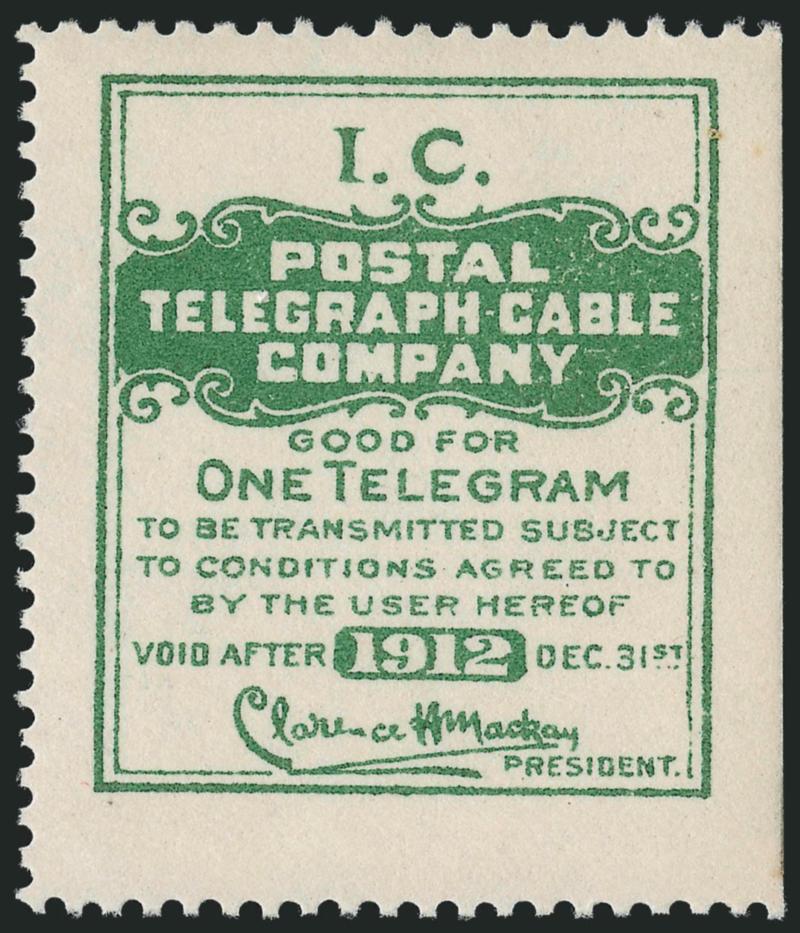 I. C.
POSTAL
TELEGRAPH-CABLE
COMPANY
GOOD FOR
ONE TELEGRAM
TO BE TRANSMITTED SUBJECT
TO CONDITIONS AGREED TO
BY THE USER HEREOF
VOID AFTER 1912 DEC. 31ST
Clarence H Mackay
PRESIDENT.